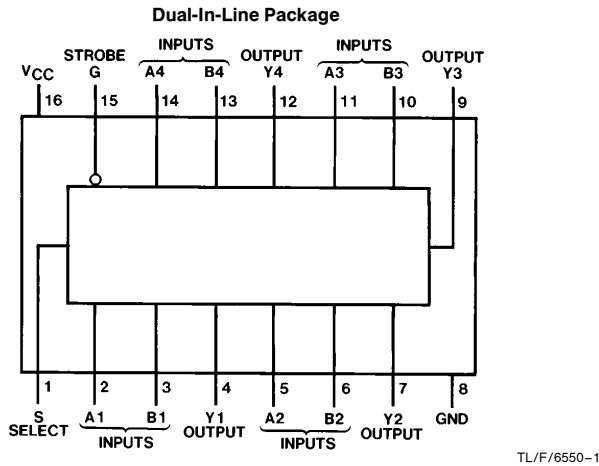 Dual-In-Line Package
INPUTS INPUTS
STROBE OUTPUT OUTPUT
VCC G A4 B4 Y4 A3 B3 Y3
16 15 14 13 12 11 10 9
1 2 3 4 5 6 7 8
S A1 B1 Y1 A2 B2 Y2 GND
SELECT INPUTS OUTPUT INPUTS OUTPUT
TL/F/6550–1